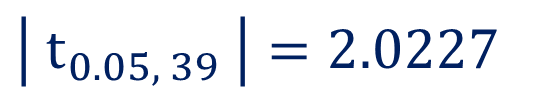 | t₀.₀₅, ₃₉ | = 2.0227